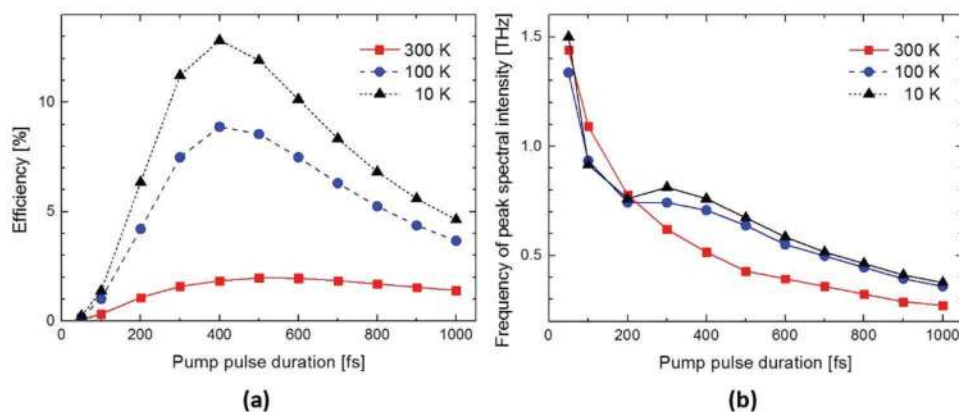 Efficiency [%]
10
5
0
0
200
400
600
800
1000
Pump pulse duration [fs]
300 K
100 K
10 K
(a)
Frequency of peak spectral intensity [THz]
1.5
1.0
0.5
0
200
400
600
800
1000
Pump pulse duration [fs]
300 K
100 K
10 K
(b)